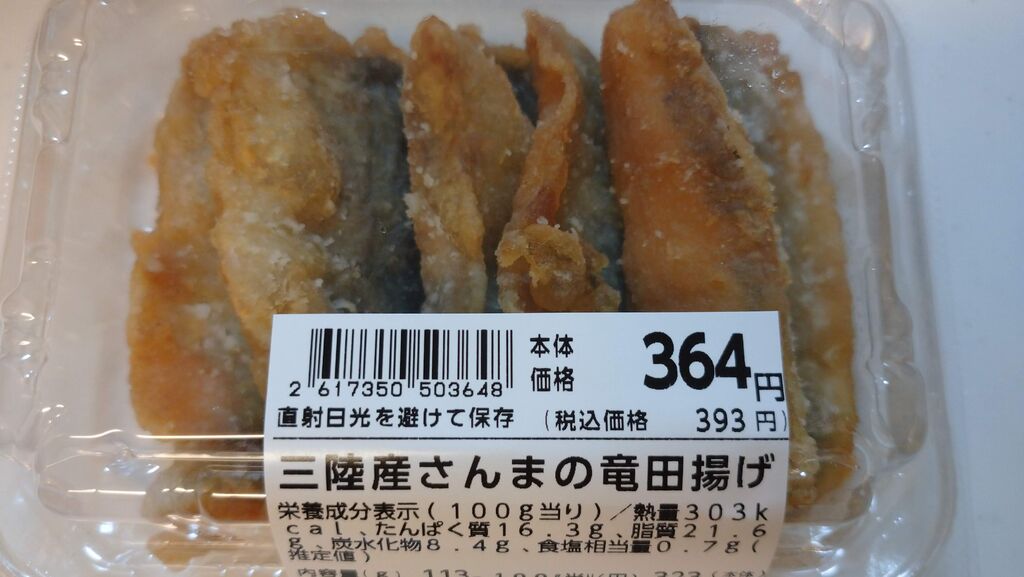 本体
価格
364円
2 617350 503648
直射日光を避けて保存 (税込価格 393円)
三陸産さんまの竜田揚げ
栄養成分表示(100g当り)/熱量303k
cal、たんぱく質16.3g、脂質21.6
g、炭水化物8.4g、食塩相当量0.7g(
推定値)
内容量(g) 113